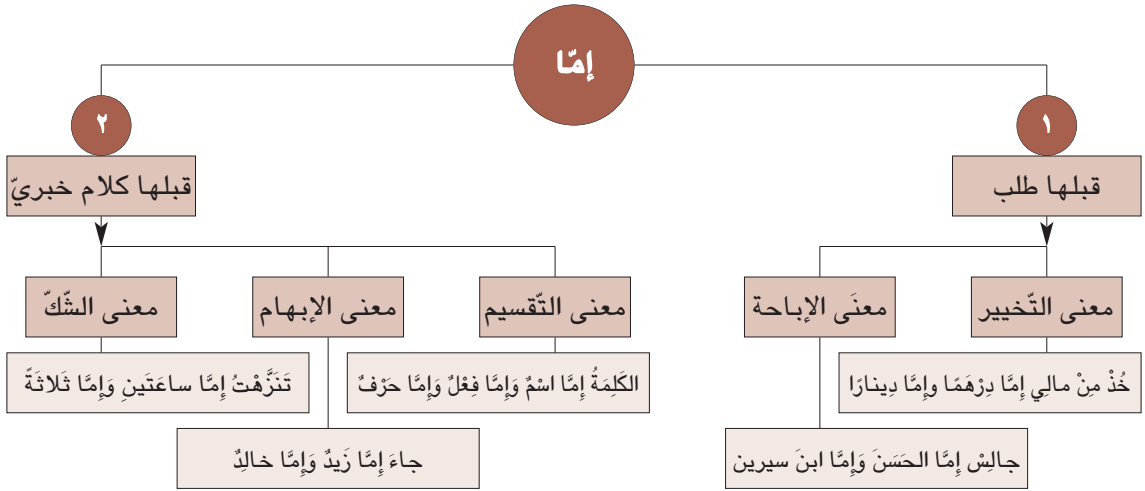 إمّا
١
٢
قبلها طلب
قبلها كلام خبريّ
معنى التّخيير
معنَى الإباحة
معنى التّقسيم
معنى الإبهام
معنى الشّكّ
خُذْ مِنْ مالِي إِمَّا دِرْهَمًا وإِمَّا دِينارًا
الكَلِمَةُ إِمَّا اسْمٌ وَإِمَّا فِعْلٌ وَإِمَّا حَرْفٌ
تَنَزَّهْتُ إِمَّا ساعَتَينِ وَإِمَّا ثَلاثَةً
جالِسْ إِمَّا الحَسَنَ وَإِمَّا ابنَ سيرين
جاءَ إِمَّا زَيدٌ وَإِمَّا خالِدٌ